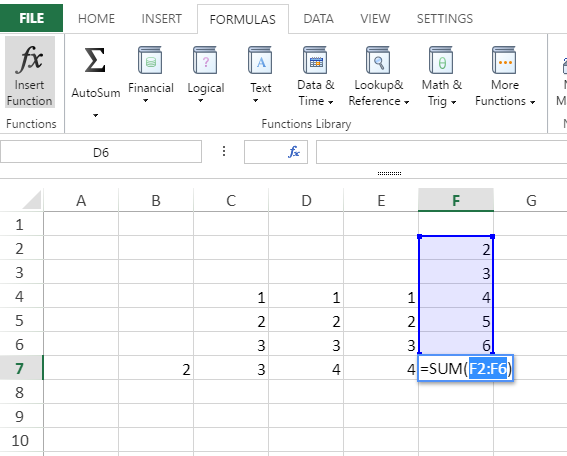 FILE HOME INSERT FORMULAS DATA VIEW SETTINGS
fx Σ ? A θ
Insert Function AutoSum Financial Logical Text Data & Time Lookup& Reference Math & Trig More Functions
Functions Functions Library
D6 fx
A B C D E F G
1
2 2
3 3
4 1 1 1 4
5 2 2 2 5
6 3 3 3 6
7 2 3 4 4 =SUM(F2:F6)
8
9
10